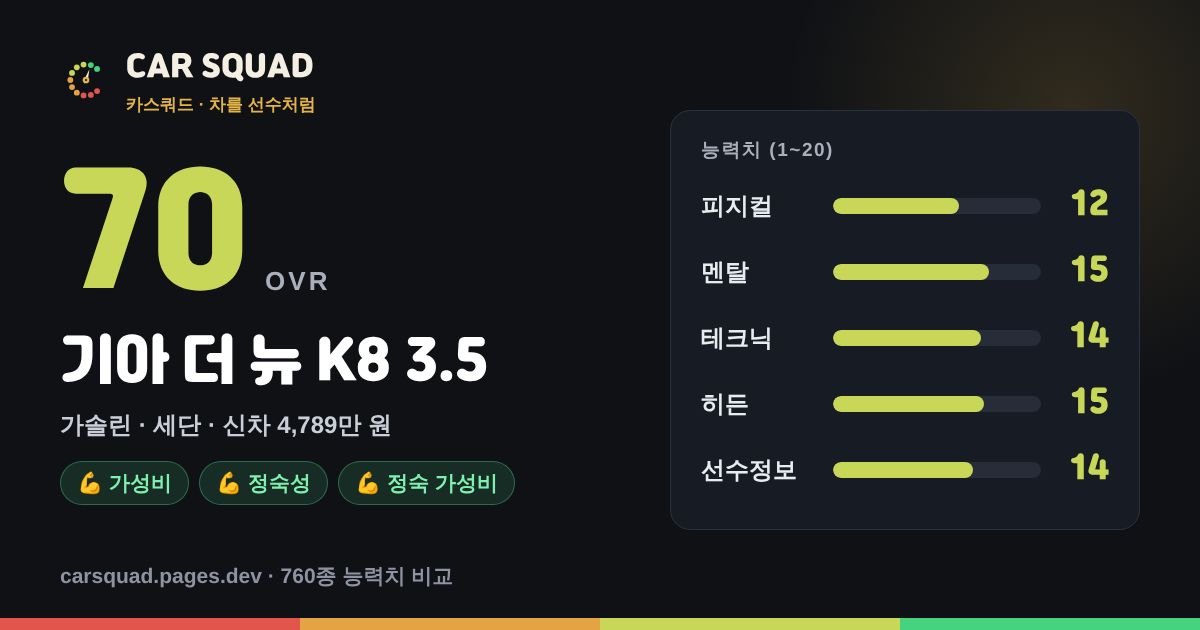 CAR SQUAD
카스쿼드 · 차를 선수처럼
70 OVR
기아 더 뉴 K8 3.5
가솔린 · 세단 · 신차 4,789만 원
💪 가성비 💪 정숙성 💪 정숙 가성비
carsquad.pages.dev · 760종 능력치 비교
능력치 (1~20)
피지컬 12
멘탈 15
테크닉 14
히든 15
선수정보 14